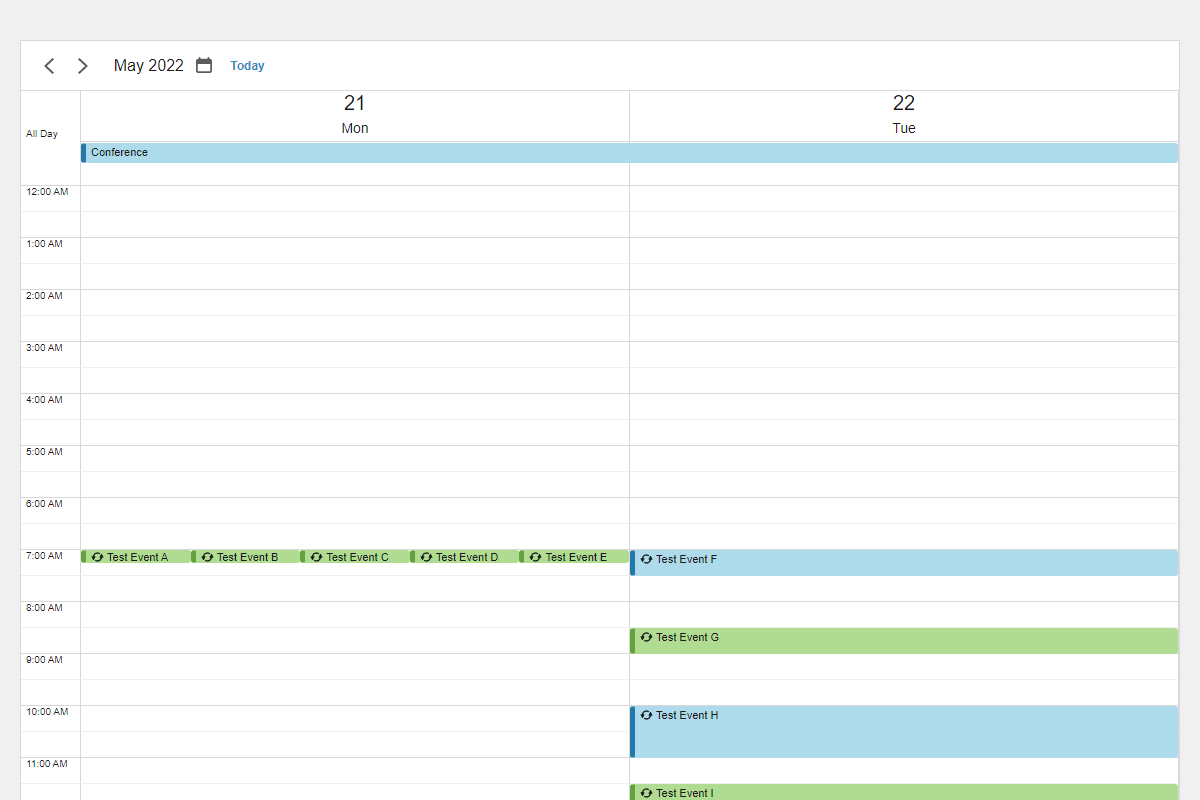 May 2022 Today
21 22
Mon Tue
All Day
Conference
12:00 AM
1:00 AM
2:00 AM
3:00 AM
4:00 AM
5:00 AM
6:00 AM
7:00 AM Test Event A Test Event B Test Event C Test Event D Test Event E Test Event F
8:00 AM
Test Event G
9:00 AM
10:00 AM Test Event H
11:00 AM
Test Event I